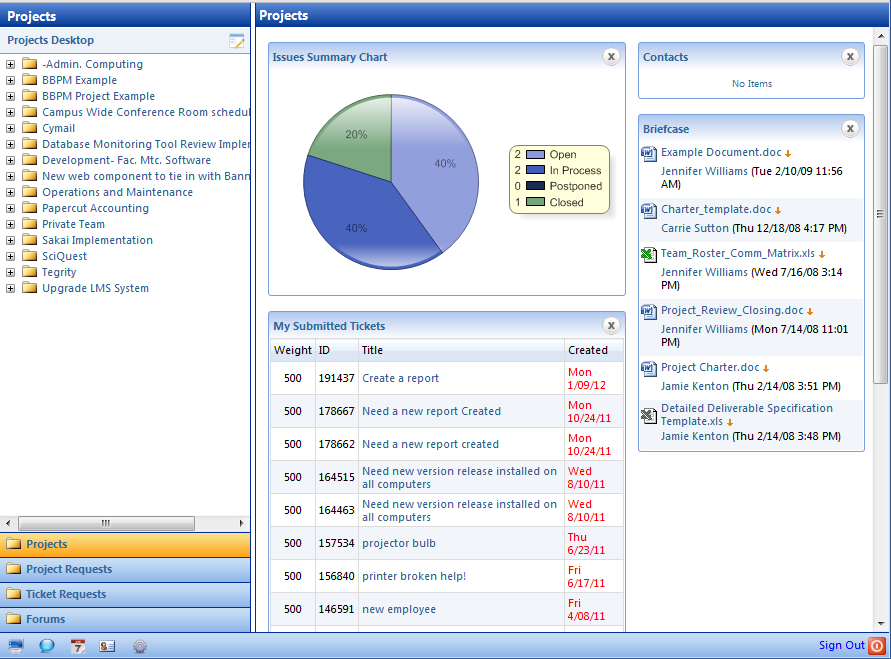 Projects
Projects Desktop
-Admin. Computing
BBPM Example
BBPM Project Example
Campus Wide Conference Room schedul
Cymail
Database Monitoring Tool Review Impler
Development- Fac. Mtc. Software
New web component to tie in with Bann
Operations and Maintenance
Papercut Accounting
Private Team
Sakai Implementation
SciQuest
Tegrity
Upgrade LMS System
Projects
Project Requests
Ticket Requests
Forums
Projects
Issues Summary Chart
20%
40%
40%
2 Open
2 In Process
0 Postponed
1 Closed
My Submitted Tickets
Weight ID Title Created
500 191437 Create a report Mon
1/09/12
500 178667 Need a new report Created Mon
10/24/11
500 178662 Need a new report created Mon
10/24/11
500 164515 Need new version release installed on Wed
all computers 8/10/11
500 164463 Need new version release installed on Wed
all computers 8/10/11
500 157534 projector bulb Thu
6/23/11
500 156840 printer broken help! Fri
6/17/11
500 146591 new employee Fri
4/08/11
Contacts
No Items
Briefcase
Example Document.doc
Jennifer Williams (Tue 2/10/09 11:56
AM)
Charter_template.doc
Carrie Sutton (Thu 12/18/08 4:17 PM)
Team_Roster_Comm_Matrix.xls
Jennifer Williams (Wed 7/16/08 3:14
PM)
Project_Review_Closing.doc
Jennifer Williams (Mon 7/14/08 11:01
PM)
Project Charter.doc
Jamie Kenton (Thu 2/14/08 3:51 PM)
Detailed Deliverable Specification
Template.xls
Jamie Kenton (Thu 2/14/08 3:48 PM)
7
Sign Out